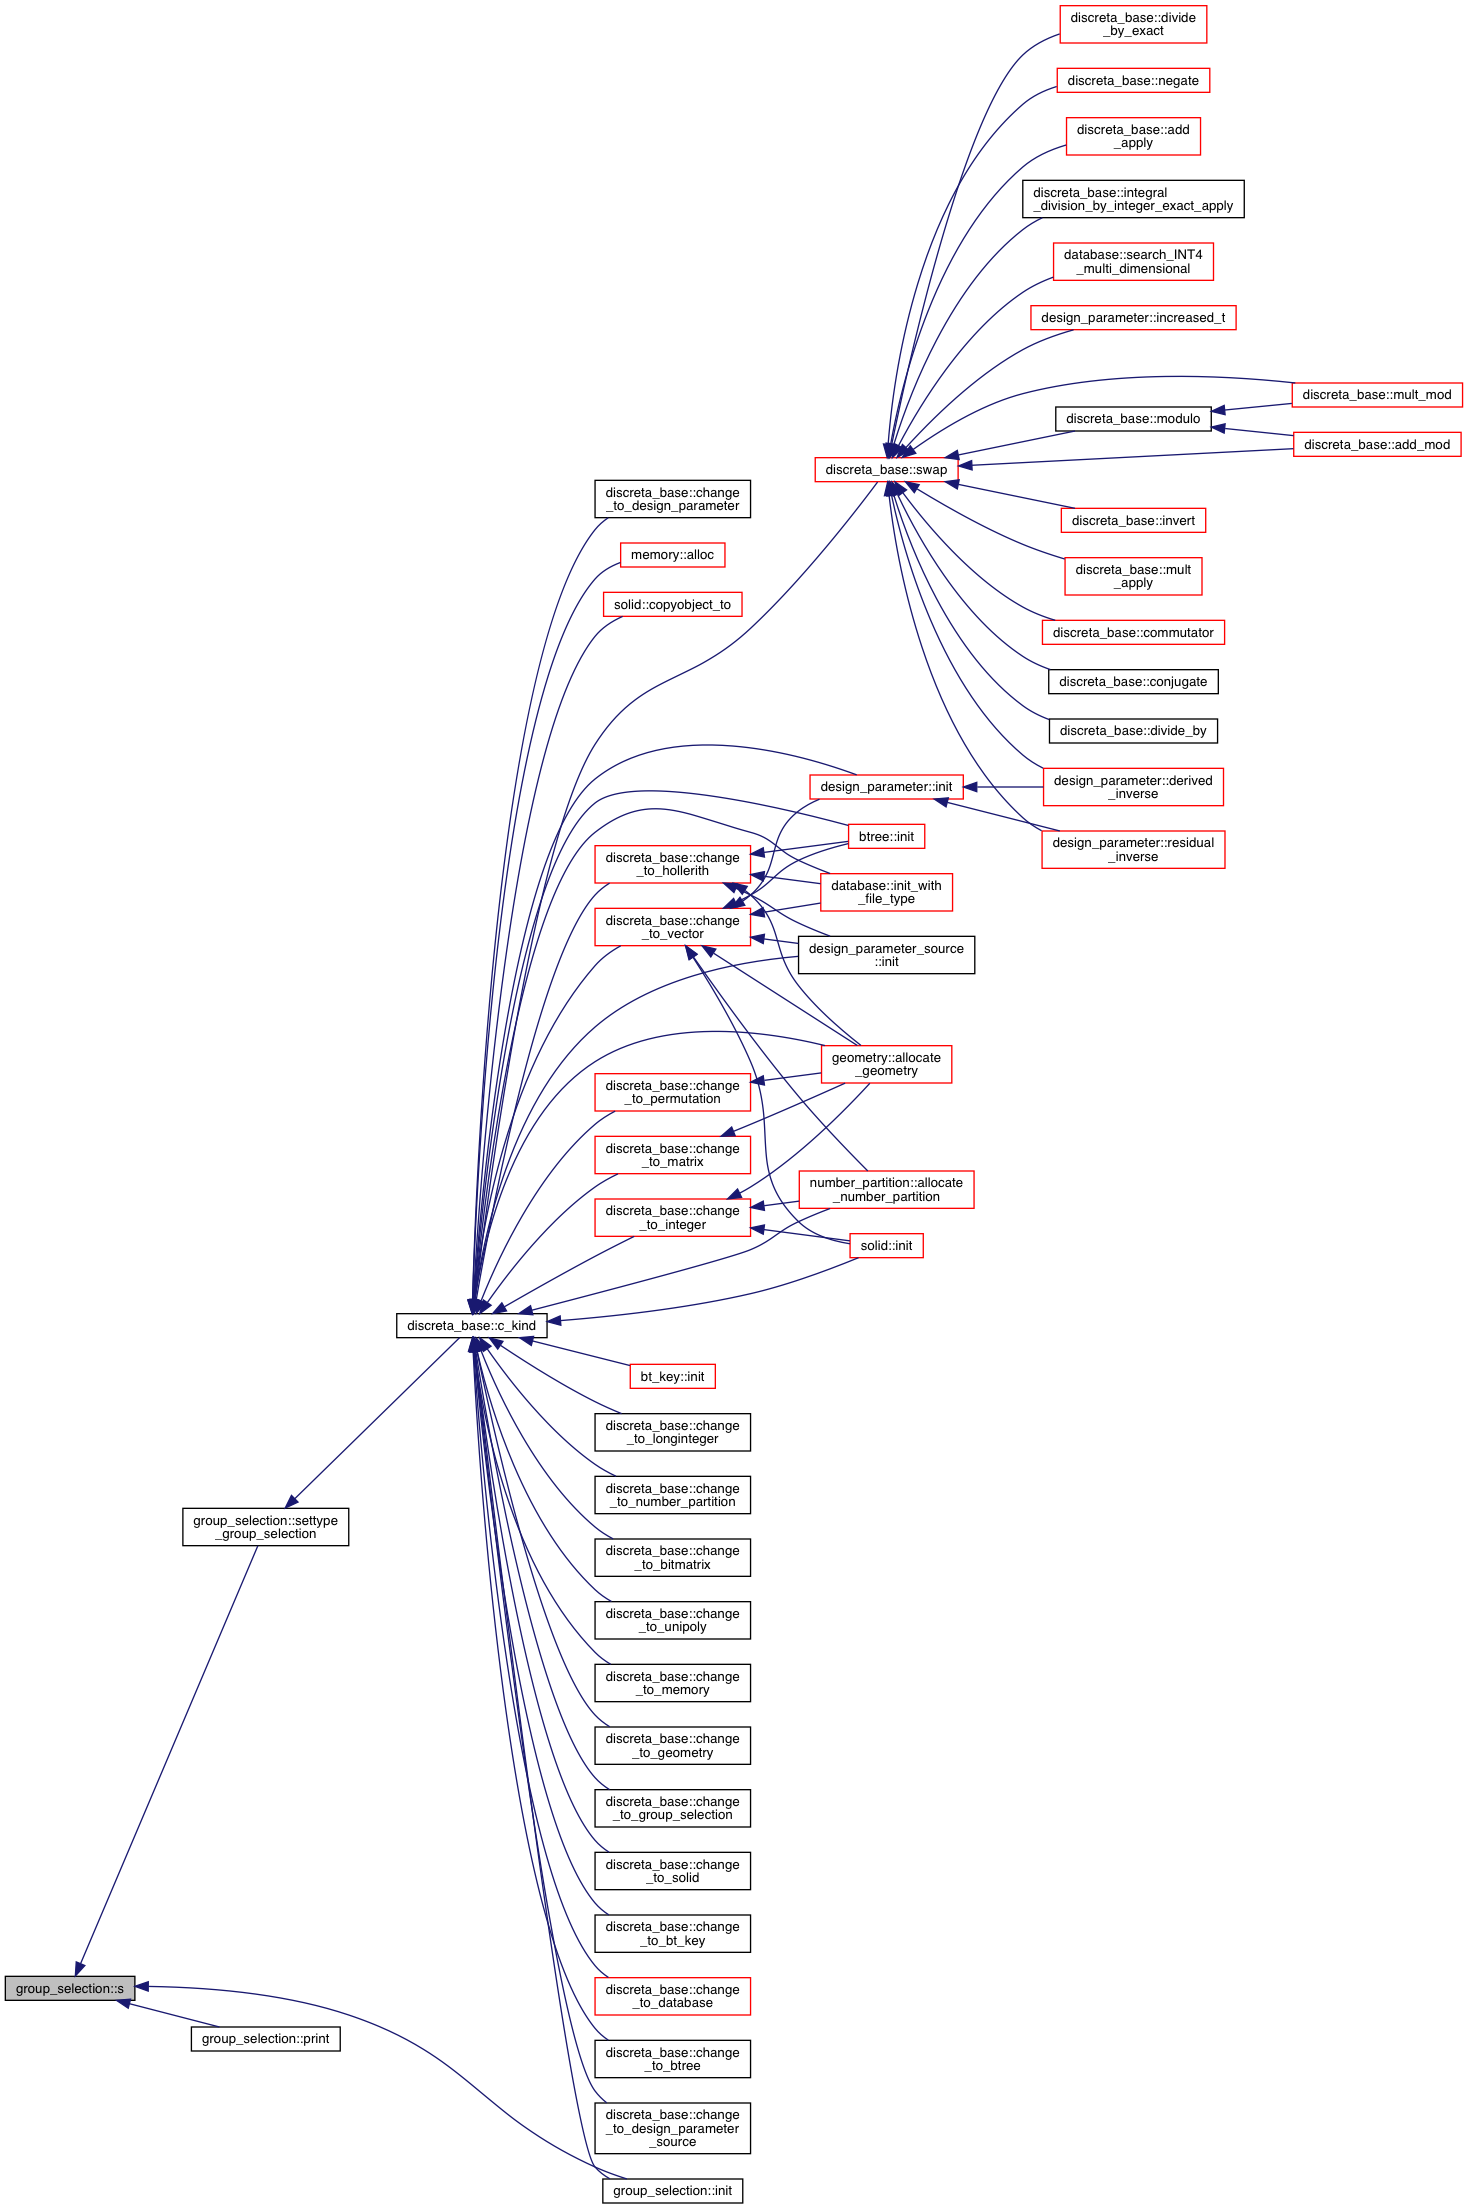 discreta_base::divide
_by_exact
discreta_base::negate
discreta_base::add
_apply
discreta_base::integral
_division_by_integer_exact_apply
database::search_INT4
_multi_dimensional
design_parameter::increased_t
discreta_base::mult_mod
discreta_base::modulo
discreta_base::add_mod
discreta_base::swap
discreta_base::change
_to_design_parameter
discreta_base::invert
memory::alloc
discreta_base::mult
_apply
solid::copyobject_to
discreta_base::commutator
discreta_base::conjugate
discreta_base::divide_by
design_parameter::init
design_parameter::derived
_inverse
btree::init
design_parameter::residual
_inverse
discreta_base::change
_to_hollerith
database::init_with
_file_type
discreta_base::change
_to_vector
design_parameter_source
::init
geometry::allocate
_geometry
discreta_base::change
_to_permutation
discreta_base::change
_to_matrix
number_partition::allocate
_number_partition
discreta_base::change
_to_integer
solid::init
discreta_base::c_kind
bt_key::init
discreta_base::change
_to_longinteger
discreta_base::change
_to_number_partition
group_selection::settype
_group_selection
discreta_base::change
_to_bitmatrix
discreta_base::change
_to_unipoly
discreta_base::change
_to_memory
discreta_base::change
_to_geometry
discreta_base::change
_to_group_selection
discreta_base::change
_to_solid
discreta_base::change
_to_bt_key
group_selection::s
discreta_base::change
_to_database
group_selection::print
discreta_base::change
_to_btree
discreta_base::change
_to_design_parameter
_source
group_selection::init